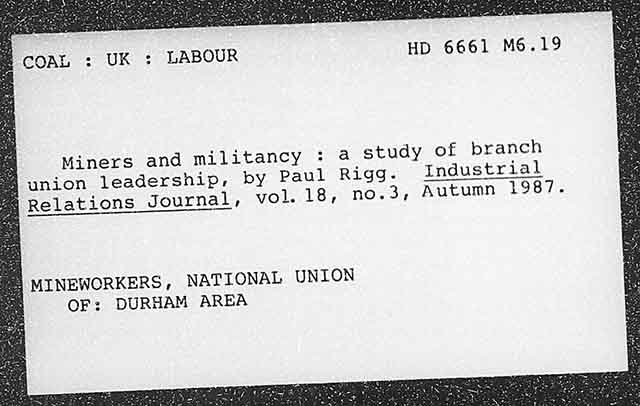 COAL : UK : LABOUR HD 6661 M6.19
Miners and militancy : a study of branch
union leadership, by Paul Rigg. Industrial
Relations Journal, vol.18, no.3, Autumn 1987.
MINEWORKERS, NATIONAL UNION
OF: DURHAM AREA